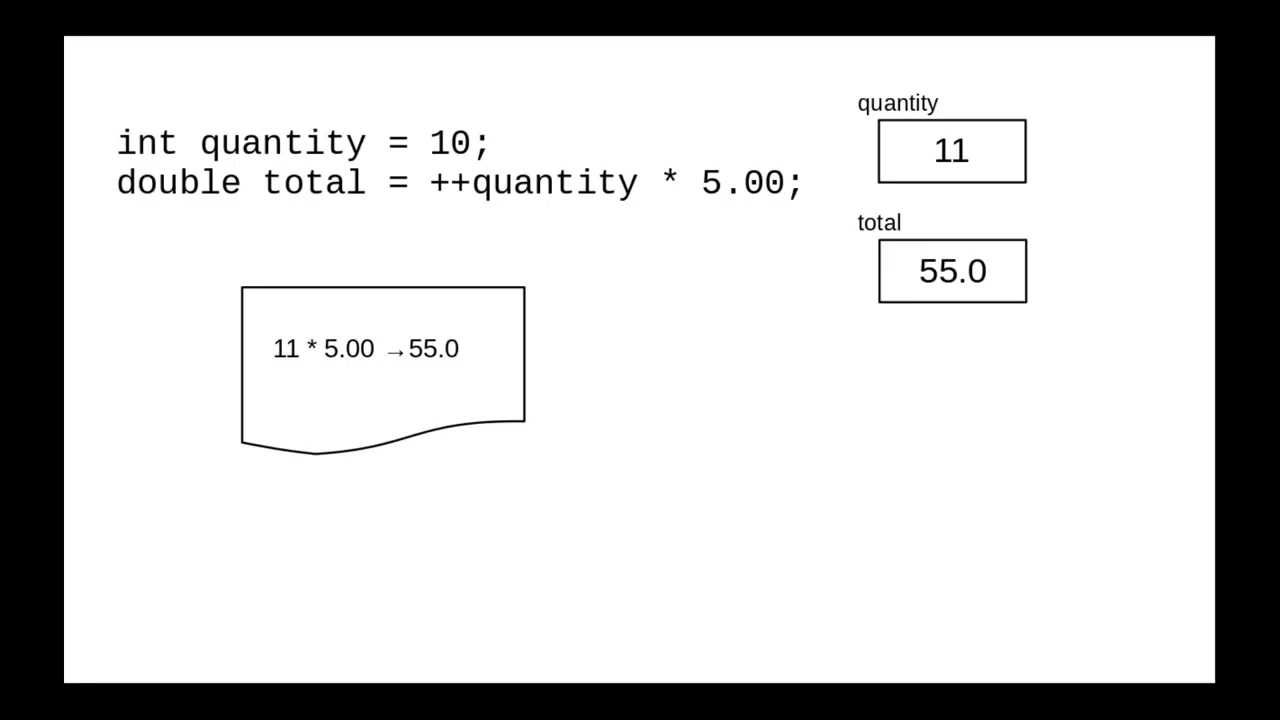 int quantity = 10;
double total = ++quantity * 5.00;
quantity
11
total
55.0
11 * 5.00 →55.0